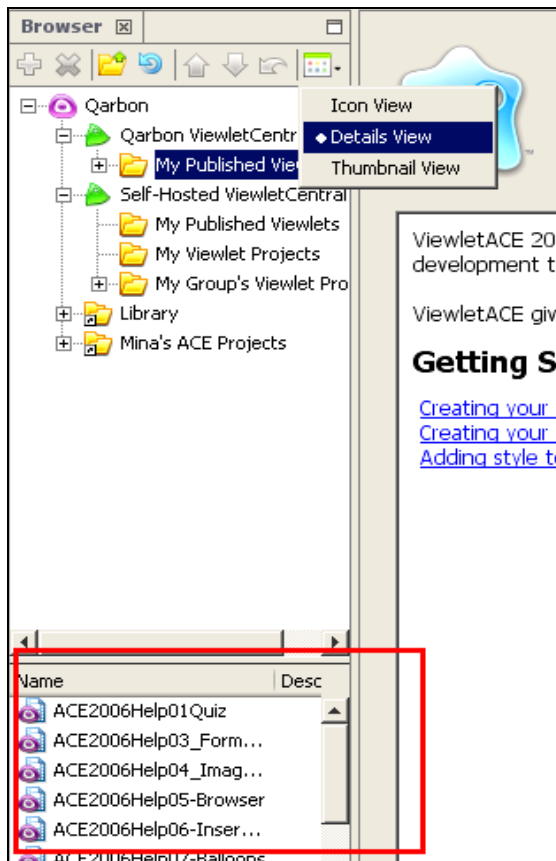 Browser
Qarbon
Icon View
Qarbon ViewletCentr
Details View
My Published Vie
Thumbnail View
Self-Hosted ViewletCentral
My Published Viewlets
My Viewlet Projects
My Group's Viewlet Pro
Library
Mina's ACE Projects
ViewletACE 20
development t
ViewletACE giv
Getting S
Creating your
Creating your
Adding style t
Name Desc
ACE2006Help01Quiz
ACE2006Help03_Form...
ACE2006Help04_Imag...
ACE2006Help05-Browser
ACE2006Help06-Inser...
ACE2006Help07-Balloons